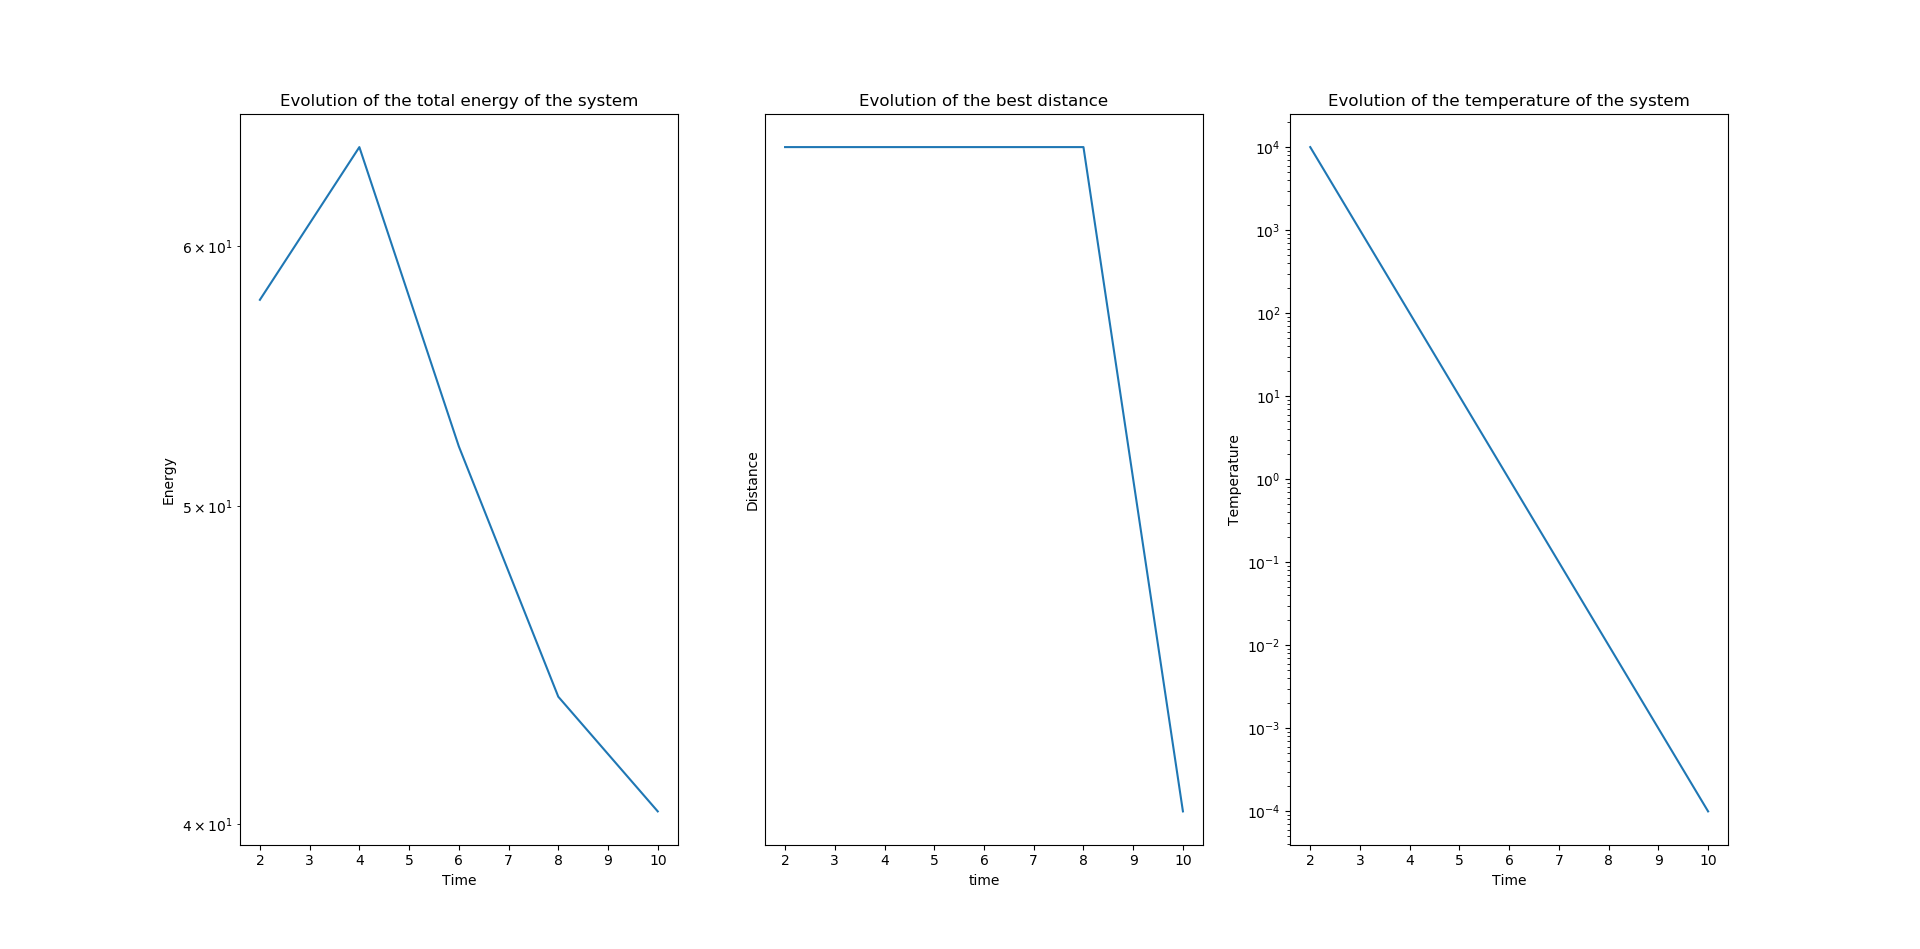 Evolution of the total energy of the system
Energy
6 × 10¹
5 × 10¹
4 × 10¹
2 3 4 5 6 7 8 9 10
Time
Evolution of the best distance
Distance
2 3 4 5 6 7 8 9 10
time
Evolution of the temperature of the system
Temperature
10⁴
10³
10²
10¹
10⁰
10⁻¹
10⁻²
10⁻³
10⁻⁴
2 3 4 5 6 7 8 9 10
Time